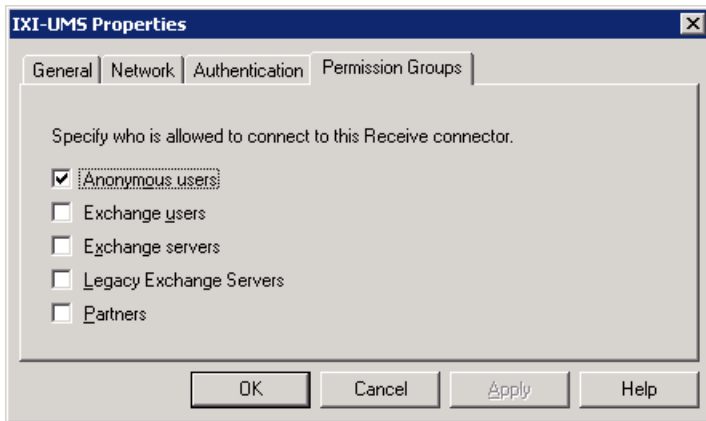 IXI-UMS Properties
General Network Authentication Permission Groups
Specify who is allowed to connect to this Receive connector.
Anonymous users
Exchange users
Exchange servers
Legacy Exchange Servers
Partners
OK Cancel Apply Help